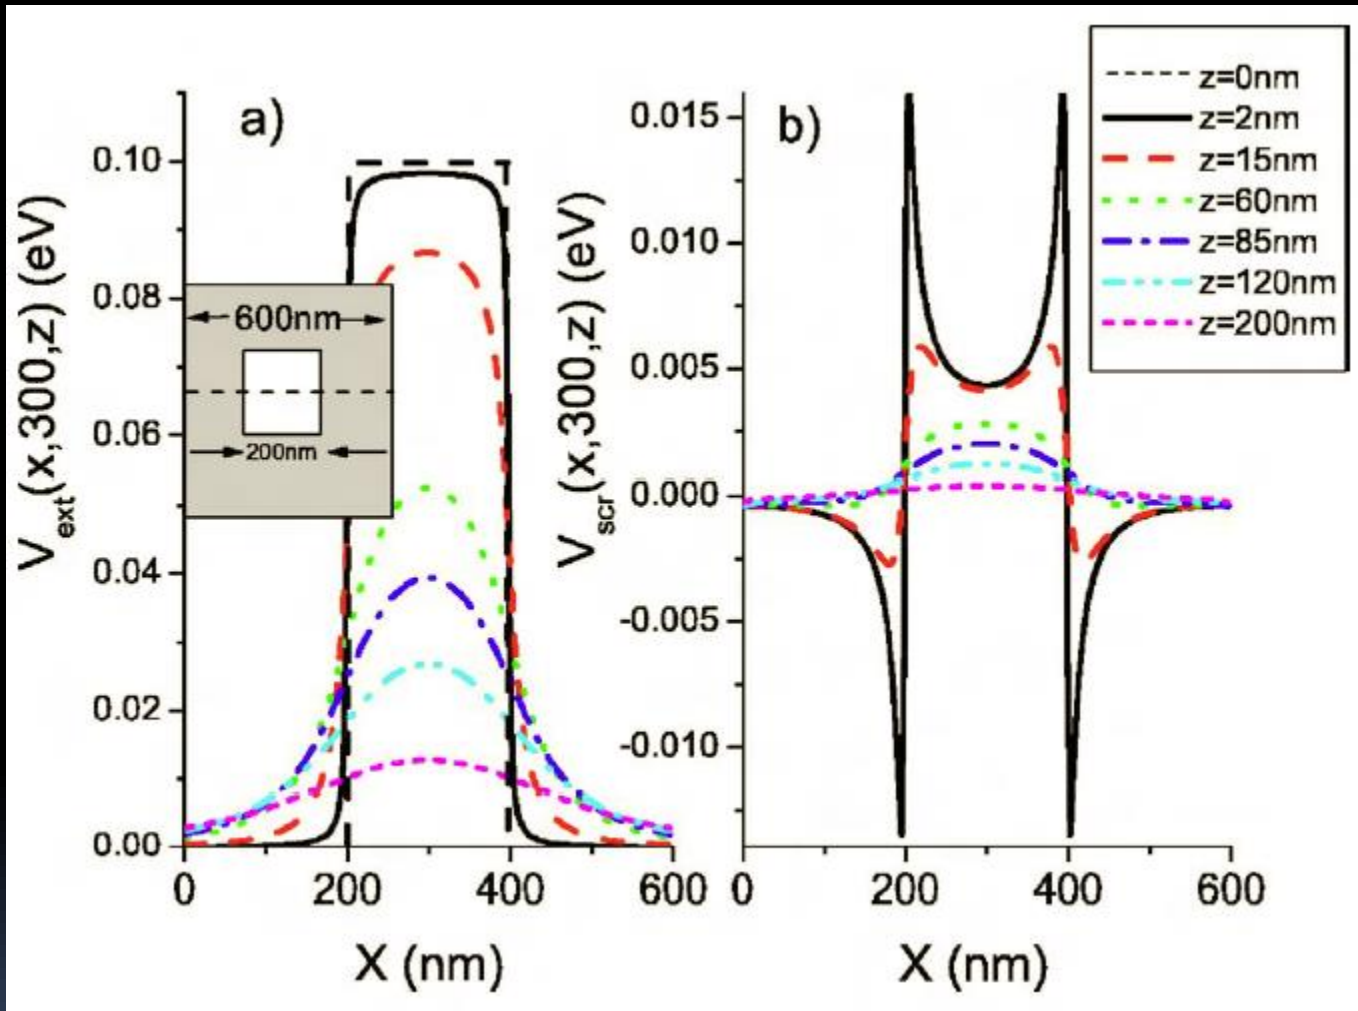 a)
V_ext(x,300,z) (eV)
0.10
0.08
0.06
0.04
0.02
0.00
0
200
400
600
X (nm)
600nm
200nm
b)
V_scr(x,300,z) (eV)
0.015
0.010
0.005
0.000
-0.005
-0.010
0
200
400
600
X (nm)
z=0nm
z=2nm
z=15nm
z=60nm
z=85nm
z=120nm
z=200nm